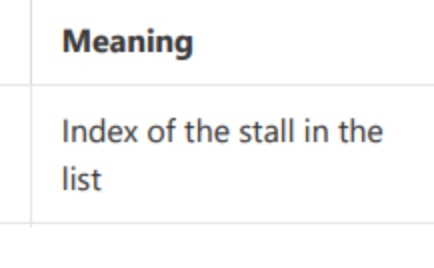 Meaning
Index of the stall in the
list